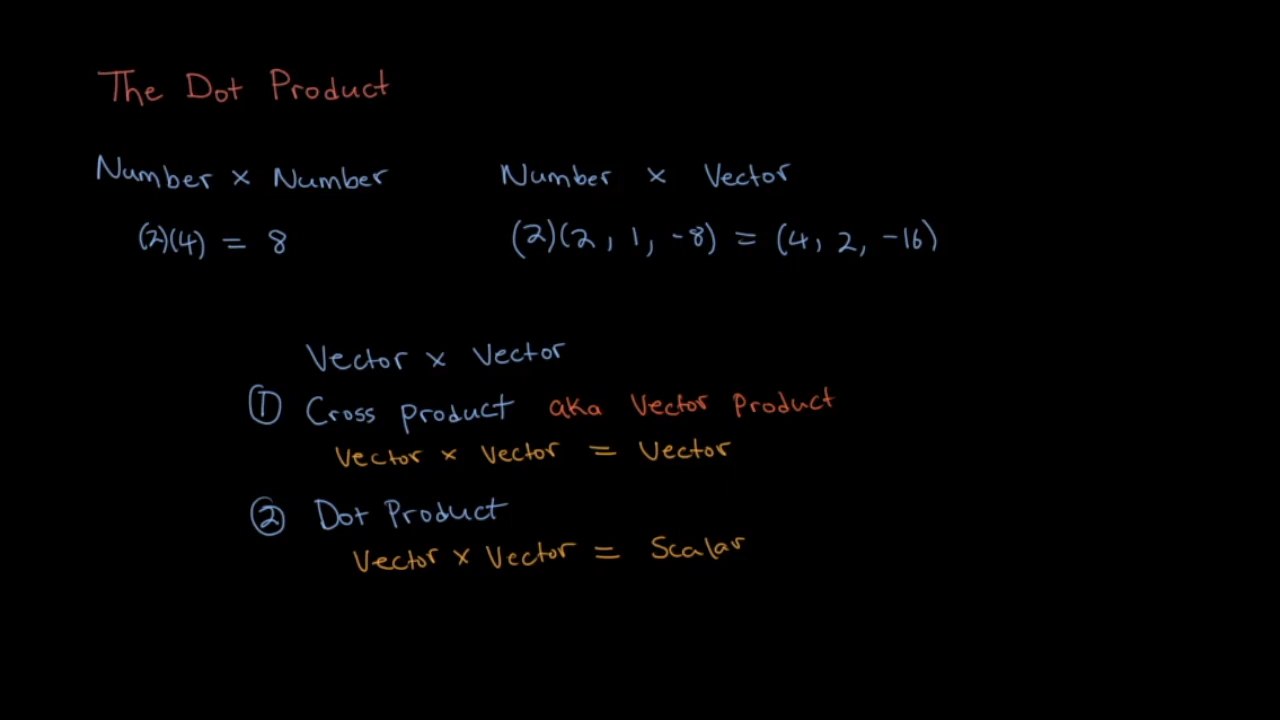 The Dot Product
Number × Number
(2)(4) = 8
Number × Vector
(2)(2, 1, -8) = (4, 2, -16)
Vector × Vector
① Cross product aka Vector Product
Vector × Vector = Vector
② Dot Product
Vector × Vector = Scalar